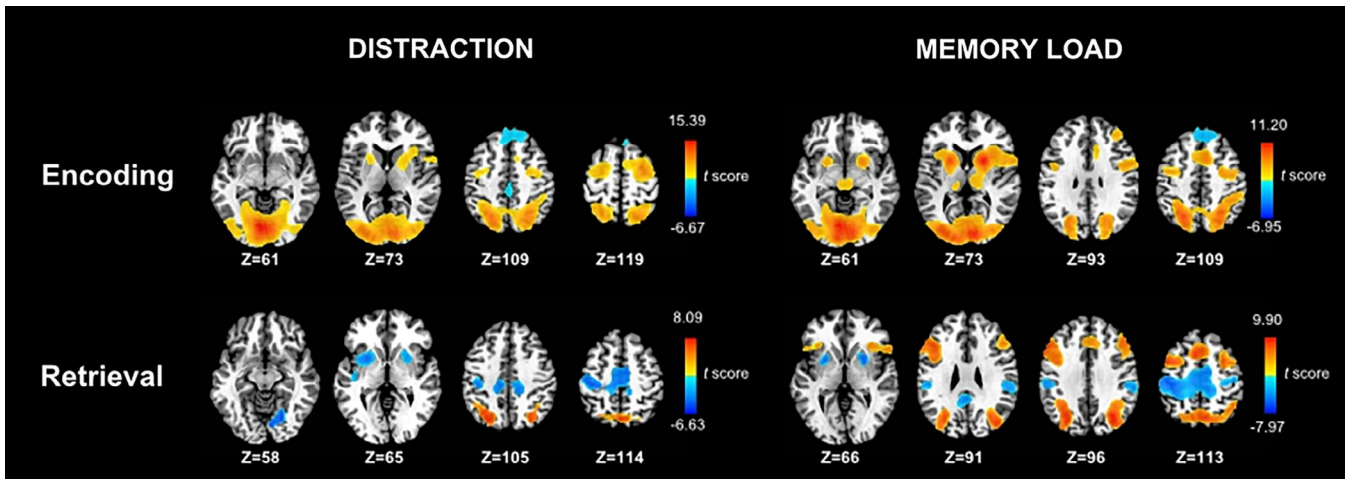 DISTRACTION
MEMORY LOAD
Encoding
15.39
t score
-6.67
Z=61 Z=73 Z=109 Z=119
11.20
t score
-6.95
Z=61 Z=73 Z=93 Z=109
Retrieval
8.09
t score
-6.63
Z=58 Z=65 Z=105 Z=114
9.90
t score
-7.97
Z=66 Z=91 Z=96 Z=113